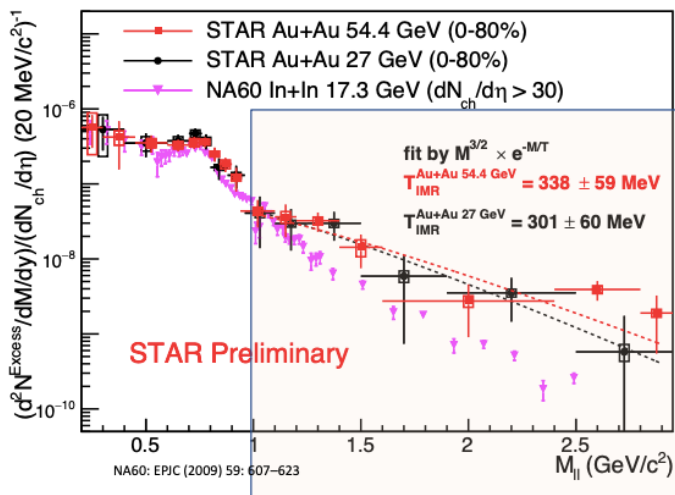 STAR Au+Au 54.4 GeV (0-80%)
STAR Au+Au 27 GeV (0-80%)
NA60 In+In 17.3 GeV (dN_ch/dη > 30)
(d²N^Excess/dM/dy)/(dN_ch/dη) (20 MeV/c²)⁻¹
10⁻⁶
10⁻⁸
10⁻¹⁰
fit by M^3/2 × e^-M/T
T_IMR^Au+Au 54.4 GeV = 338 ± 59 MeV
T_IMR^Au+Au 27 GeV = 301 ± 60 MeV
STAR Preliminary
0.5 1 1.5 2 2.5
NA60: EPJC (2009) 59: 607–623
M_ll (GeV/c²)